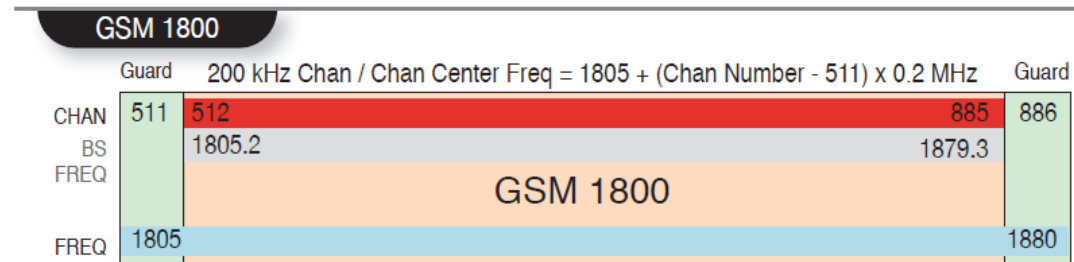 GSM 1800
Guard 200 kHz Chan / Chan Center Freq = 1805 + (Chan Number - 511) x 0.2 MHz Guard
CHAN 511 512 885 886
BS 1805.2 1879.3
FREQ
GSM 1800
FREQ 1805 1880